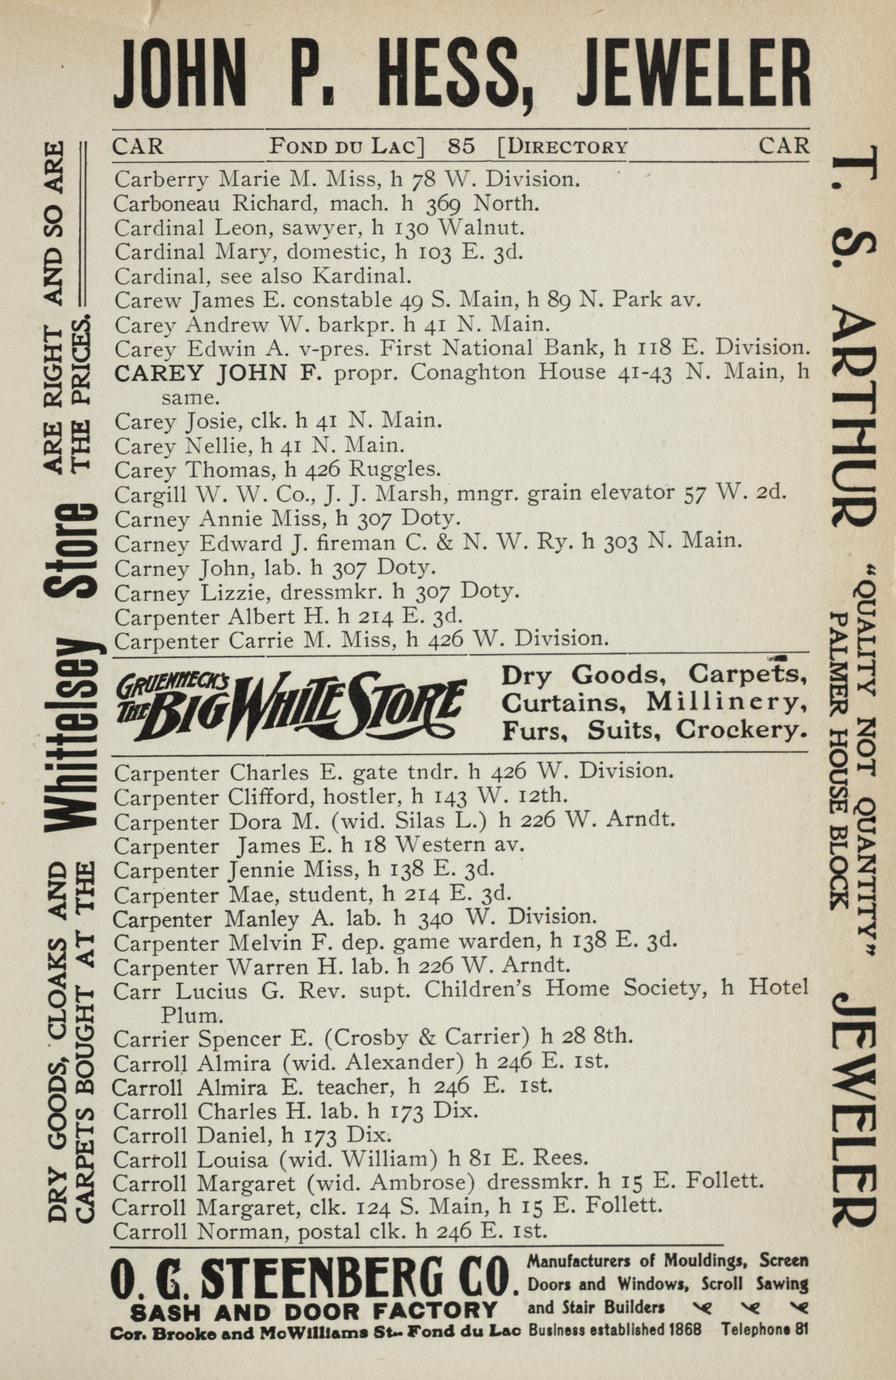 JOHN P. HESS, JEWELER
CAR FOND DU LAC] 85 [DIRECTORY CAR
Carberry Marie M. Miss, h 78 W. Division.
Carboneau Richard, mach. h 369 North.
Cardinal Leon, sawyer, h 130 Walnut.
Cardinal Mary, domestic, h 103 E. 3d.
Cardinal, see also Kardinal.
Carew James E. constable 49 S. Main, h 89 N. Park av.
Carey Andrew W. barkpr. h 41 N. Main.
Carey Edwin A. v-pres. First National Bank, h 118 E. Division.
CAREY JOHN F. propr. Conaghton House 41-43 N. Main, h
same.
Carey Josie, clk. h 41 N. Main.
Carey Nellie, h 41 N. Main.
Carey Thomas, h 426 Ruggles.
Cargill W. W. Co., J. J. Marsh, mngr. grain elevator 57 W. 2d.
Carney Annie Miss, h 307 Doty.
Carney Edward J. fireman C. & N. W. Ry. h 303 N. Main.
Carney John, lab. h 307 Doty.
Carney Lizzie, dressmkr. h 307 Doty.
Carpenter Albert H. h 214 E. 3d.
Carpenter Carrie M. Miss, h 426 W. Division.
GRUENHECK'S
THE BIG WHITE STORE
Dry Goods, Carpets,
Curtains, Millinery,
Furs, Suits, Crockery.
Carpenter Charles E. gate tndr. h 426 W. Division.
Carpenter Clifford, hostler, h 143 W. 12th.
Carpenter Dora M. (wid. Silas L.) h 226 W. Arndt.
Carpenter James E. h 18 Western av.
Carpenter Jennie Miss, h 138 E. 3d.
Carpenter Mae, student, h 214 E. 3d.
Carpenter Manley A. lab. h 340 W. Division.
Carpenter Melvin F. dep. game warden, h 138 E. 3d.
Carpenter Warren H. lab. h 226 W. Arndt.
Carr Lucius G. Rev. supt. Children's Home Society, h Hotel
Plum.
Carrier Spencer E. (Crosby & Carrier) h 28 8th.
Carroll Almira (wid. Alexander) h 246 E. 1st.
Carroll Almira E. teacher, h 246 E. 1st.
Carroll Charles H. lab. h 173 Dix.
Carroll Daniel, h 173 Dix.
Carroll Louisa (wid. William) h 81 E. Rees.
Carroll Margaret (wid. Ambrose) dressmkr. h 15 E. Follett.
Carroll Margaret, clk. 124 S. Main, h 15 E. Follett.
Carroll Norman, postal clk. h 246 E. 1st.
O. G. STEENBERG CO.
SASH AND DOOR FACTORY
Cor. Brooke and McWilliams St.. Fond du Lac
Manufacturers of Mouldings, Screen
Doors and Windows, Scroll Sawing
and Stair Builders
Business established 1868 Telephone 81
DRY GOODS, CLOAKS AND
CARPETS BOUGHT AT THE
Whittelsey Store
ARE RIGHT AND SO ARE
THE PRICES.
T. S. ARTHUR
"QUALITY NOT QUANTITY"
PALMER HOUSE BLOCK
JEWELER